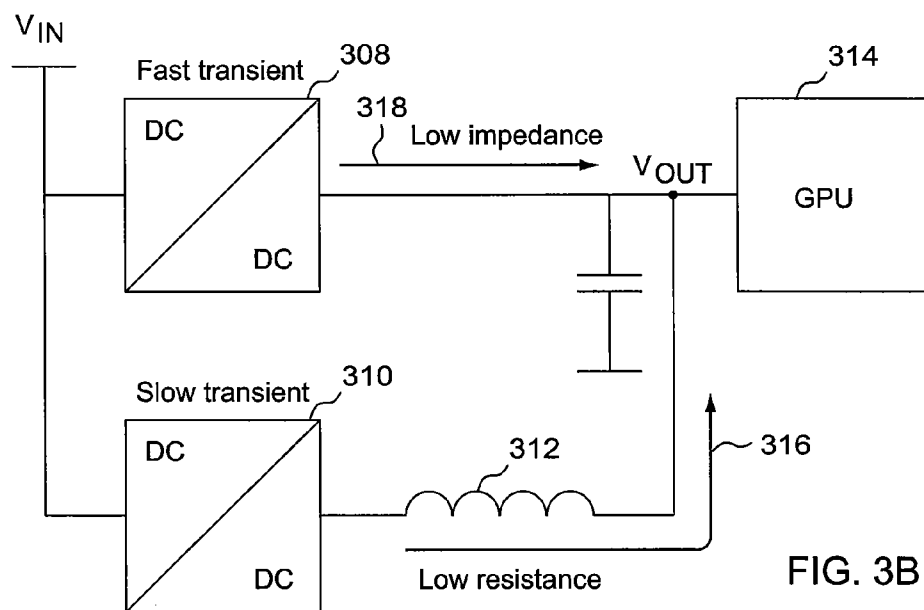 VIN
Fast transient
308
DC
DC
318
Low impedance
VOUT
314
GPU
Slow transient
310
DC
DC
312
316
Low resistance
FIG. 3B